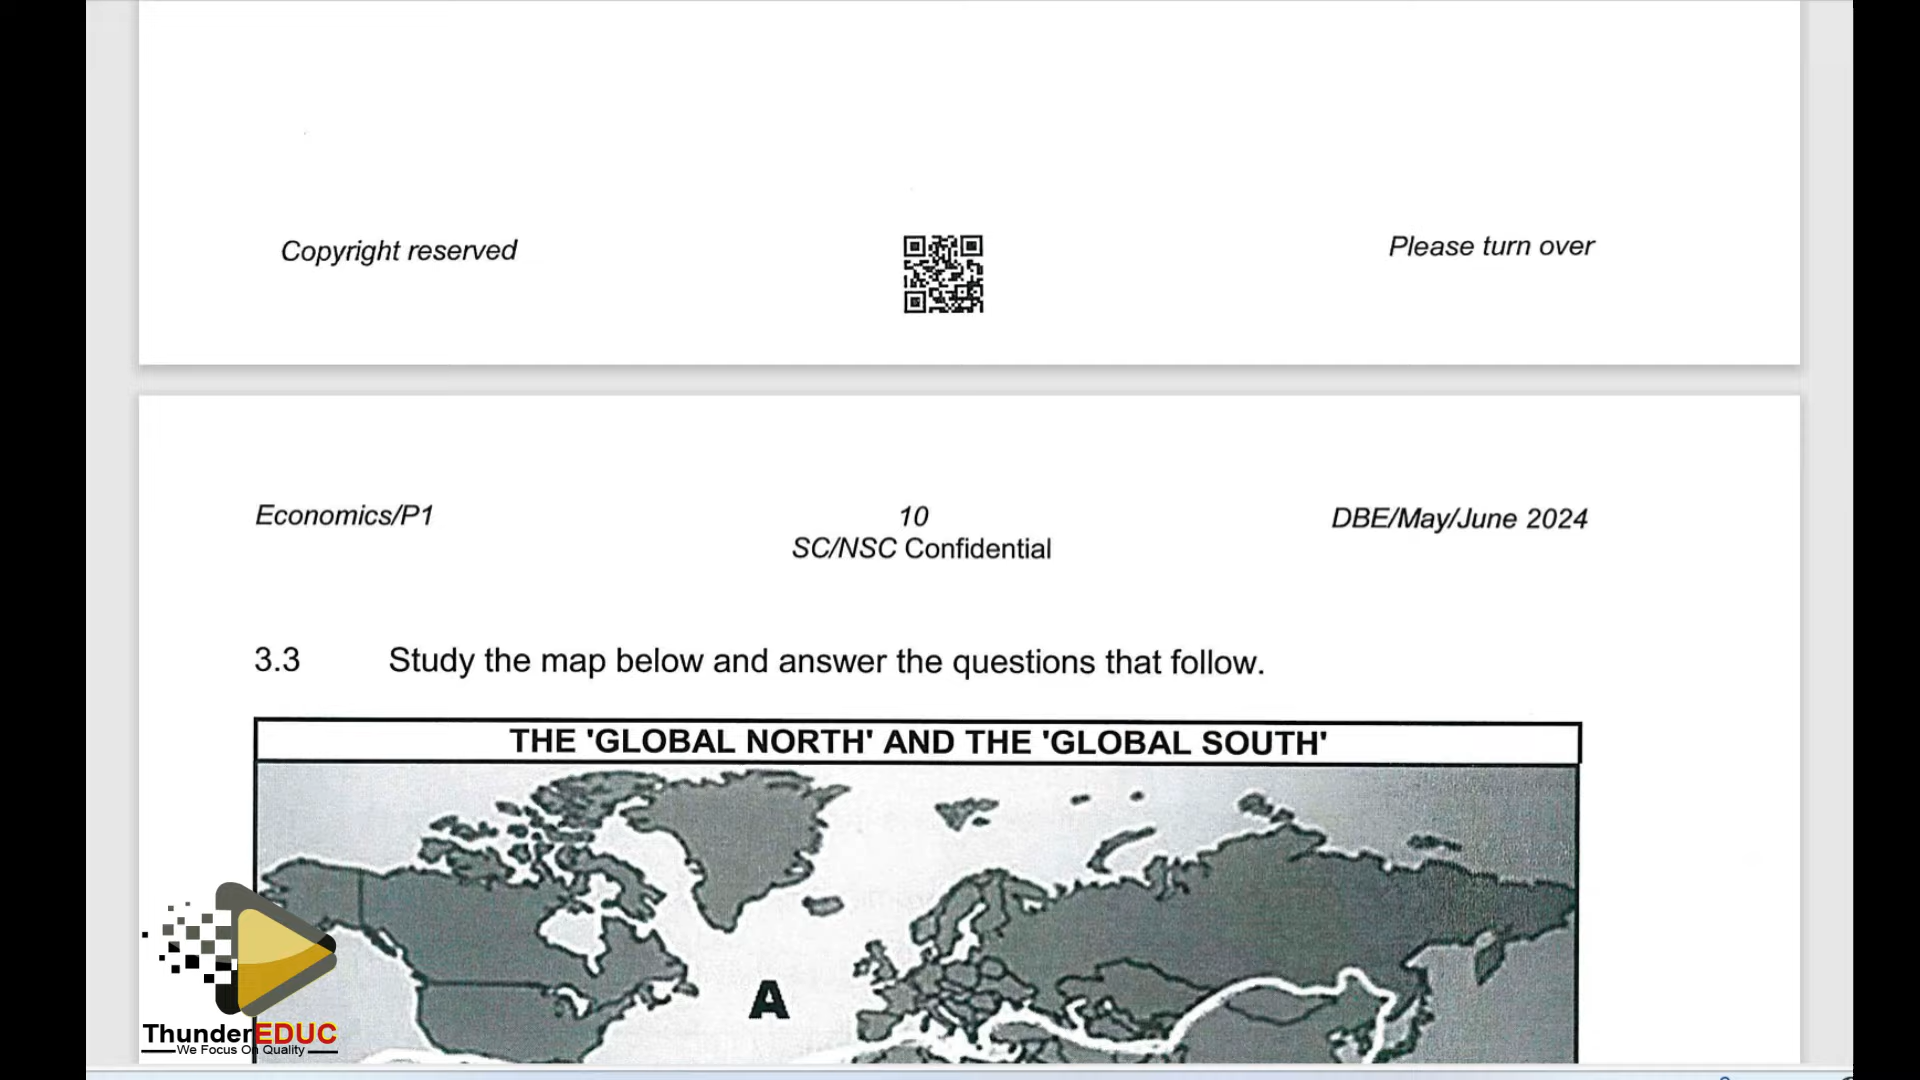 Copyright reserved
Please turn over
Economics/P1
10
DBE/May/June 2024
SC/NSC Confidential
3.3 Study the map below and answer the questions that follow.
THE 'GLOBAL NORTH' AND THE 'GLOBAL SOUTH'
A
ThunderEDUC
We Focus On Quality